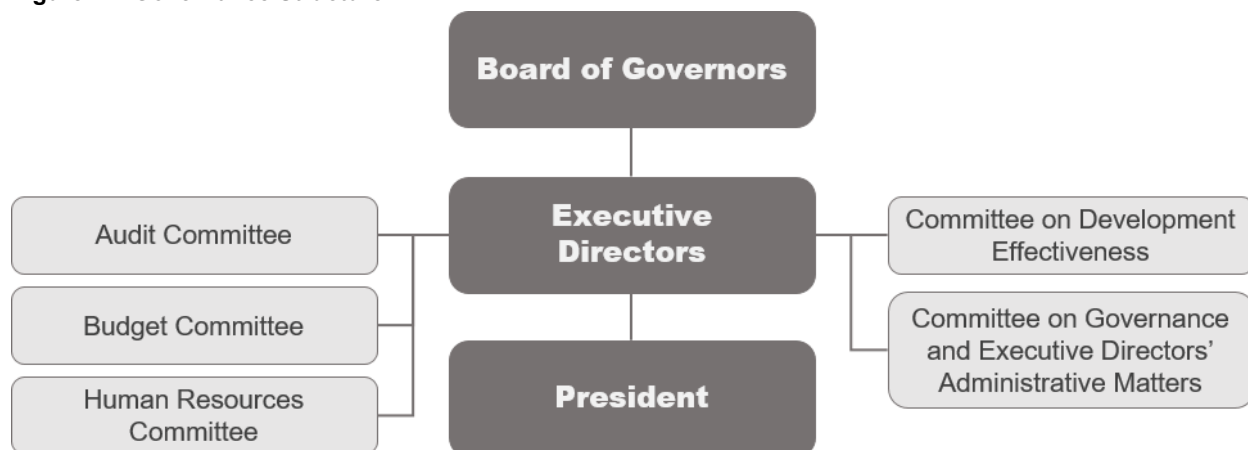 Board of Governors
Executive
Directors
President
Audit Committee
Budget Committee
Human Resources
Committee
Committee on Development
Effectiveness
Committee on Governance
and Executive Directors’
Administrative Matters